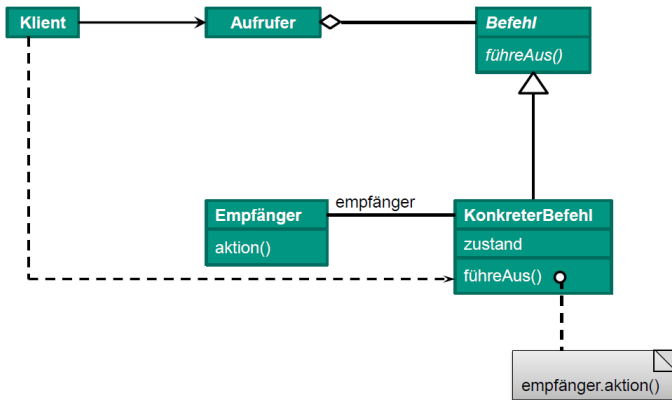 Klient
Aufrufer
Befehl
führeAus()
Empfänger
aktion()
empfänger
KonkreterBefehl
zustand
führeAus()
empfänger.aktion()